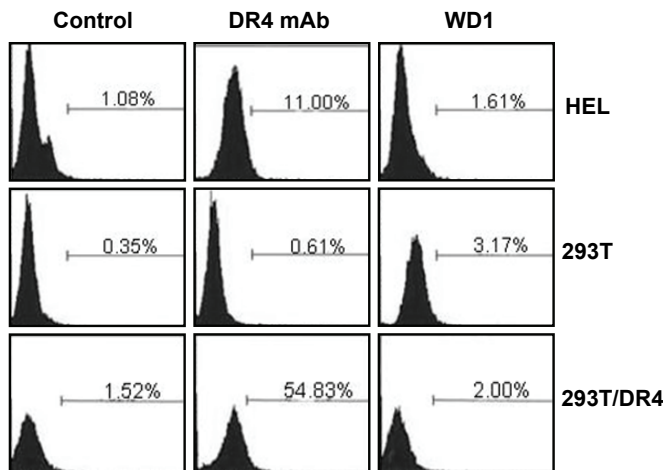 Control DR4 mAb WD1
1.08% 11.00% 1.61% HEL
0.35% 0.61% 3.17% 293T
1.52% 54.83% 2.00% 293T/DR4